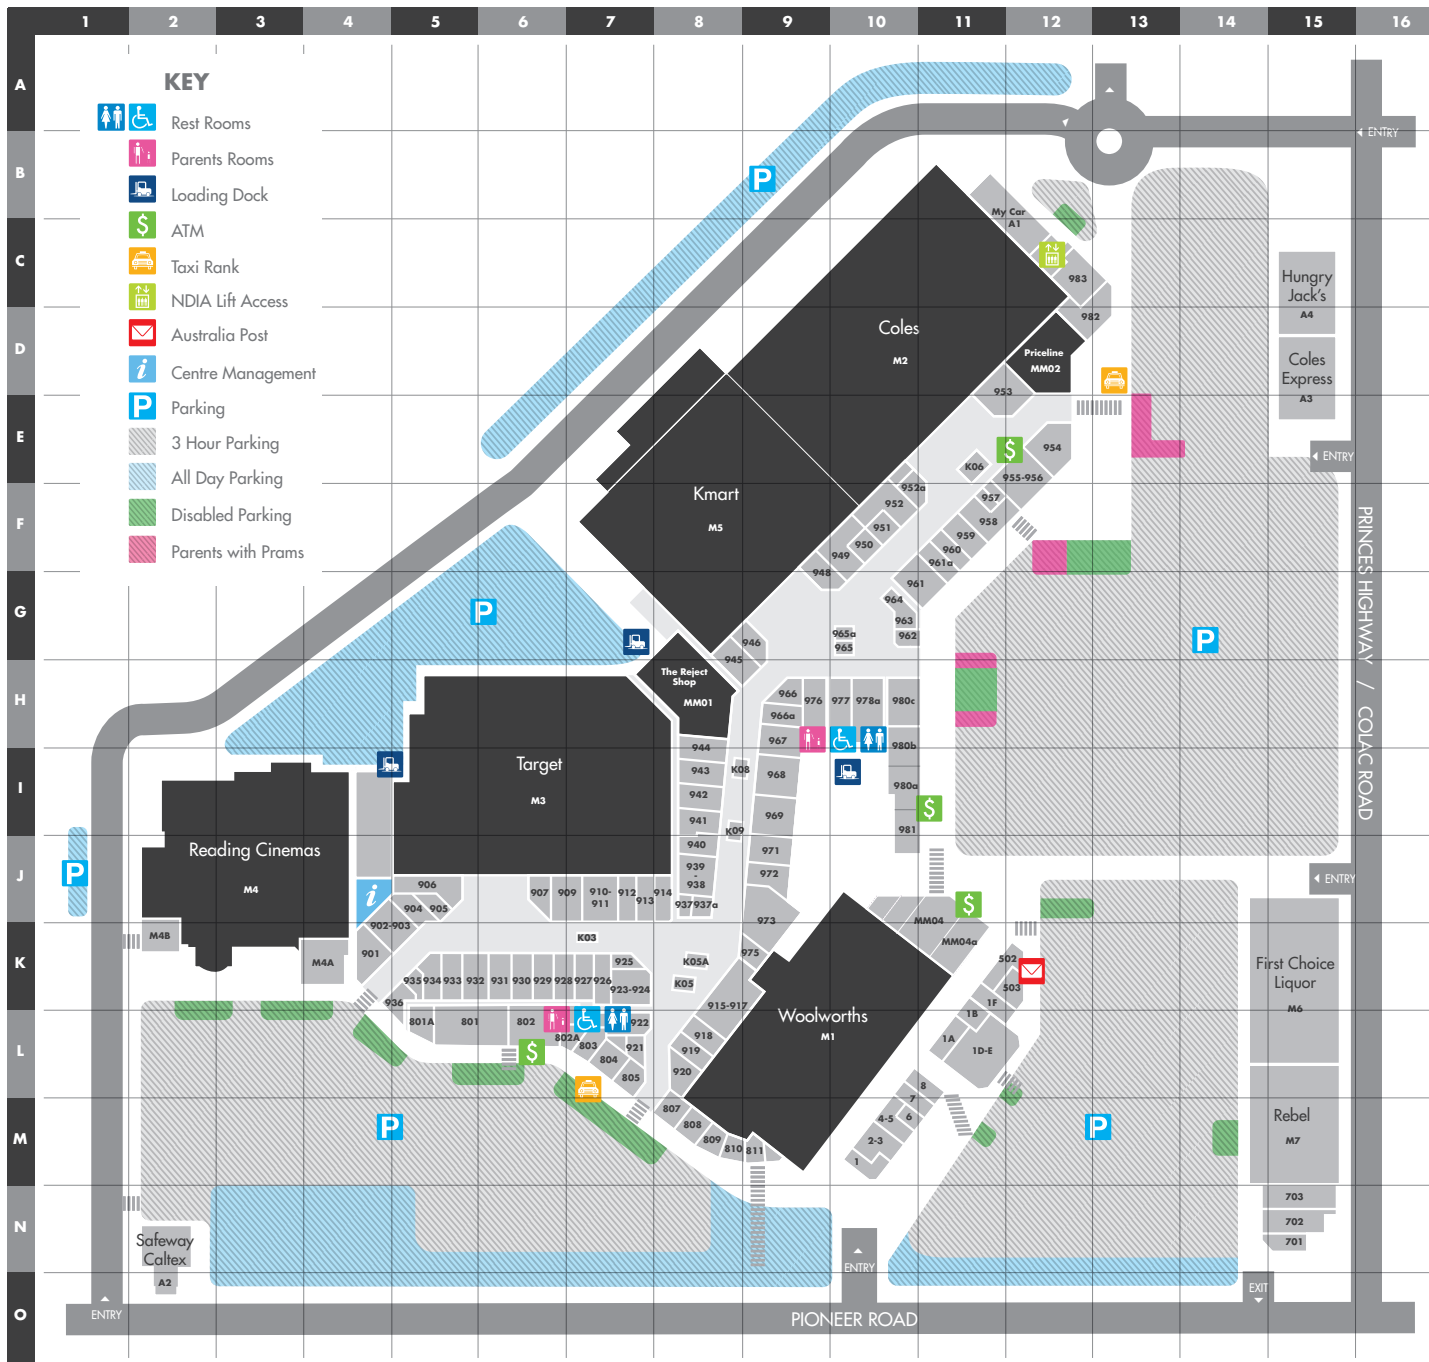 1 2 3 4 5 6 7 8 9 10 11 12 13 14 15 16
A
B
C
D
E
F
G
H
I
J
K
L
M
N
O
KEY
Rest Rooms
Parents Rooms
Loading Dock
$ ATM
Taxi Rank
NDIA Lift Access
Australia Post
i Centre Management
P Parking
3 Hour Parking
All Day Parking
Disabled Parking
Parents with Prams
ENTRY
P
My Car
A1
983
982
Hungry
Jack's
A4
Coles
M2
Priceline
MM02
Coles
Express
A3
953
954
$
ENTRY
K06
955-956
Kmart
M5
952a
952
957
951
958
950
959
949
960
961a
948
961
964
963
962
965a
965
P
P
946
945
PRINCES HIGHWAY / COLAC ROAD
The Reject
Shop
MM01
966
976
977
978a
980c
966a
967
980b
944
943
K08
968
942
980a
$
941
969
K09
981
940
971
939
-
938
972
937
937a
Target
M3
Reading Cinemas
M4
P
i
906
904
905
902-903
901
907
909
910-
911
912
913
914
ENTRY
973
MM04
$
MM04a
M4B
M4A
K03
975
K05A
K05
502
503
First Choice
Liquor
M6
935
934
933
932
931
930
929
928
927
926
925
923-924
936
915-917
Woolworths
M1
1F
1B
1A
1D-E
801A
801
802
802A
922
803
921
804
805
$
918
919
920
8
7
6
4-5
2-3
1
807
808
809
810
811
P
P
Rebel
M7
703
702
701
Safeway
Caltex
A2
ENTRY
ENTRY
EXIT
PIONEER ROAD